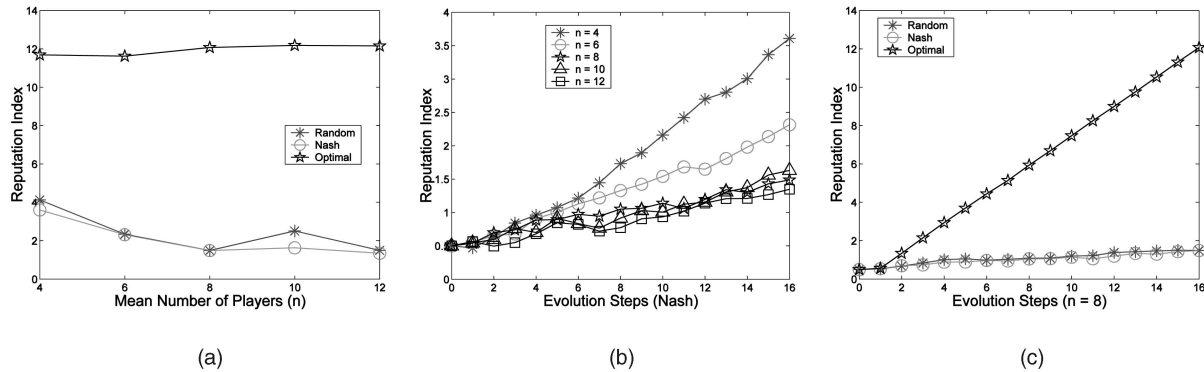 14
12
10
8
6
4
2
0
Reputation Index
4 6 8 10 12
Mean Number of Players (n)
Random
Nash
Optimal
(a)
4
3.5
3
2.5
2
1.5
1
0.5
0
Reputation Index
0 2 4 6 8 10 12 14 16
Evolution Steps (Nash)
n = 4
n = 6
n = 8
n = 10
n = 12
(b)
14
12
10
8
6
4
2
0
Reputation Index
0 2 4 6 8 10 12 14 16
Evolution Steps (n = 8)
Random
Nash
Optimal
(c)